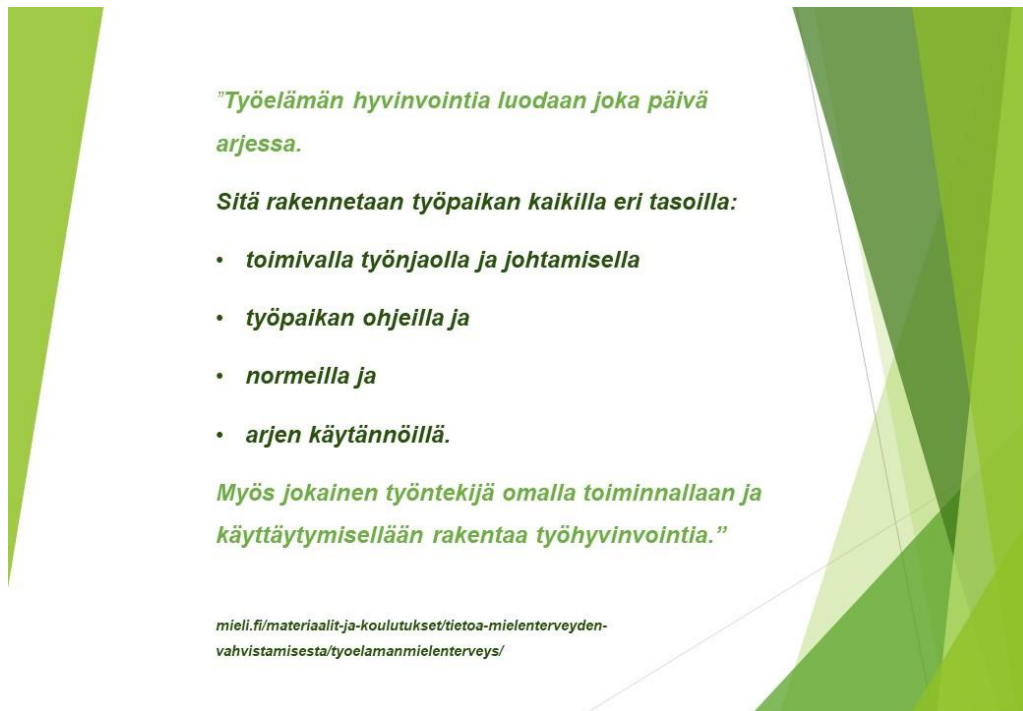 ”Työelämän hyvinvointia luodaan joka päivä
arjessa.
Sitä rakennetaan työpaikan kaikilla eri tasoilla:
• toimivalla työnjaolla ja johtamisella
• työpaikan ohjeilla ja
• normeilla ja
• arjen käytännöillä.
Myös jokainen työntekijä omalla toiminnallaan ja
käyttäytymisellään rakentaa työhyvinvointia.”
mieli.fi/materiaalit-ja-koulutukset/tietoa-mielenterveyden-
vahvistamisesta/tyoelamanmielenterveys/